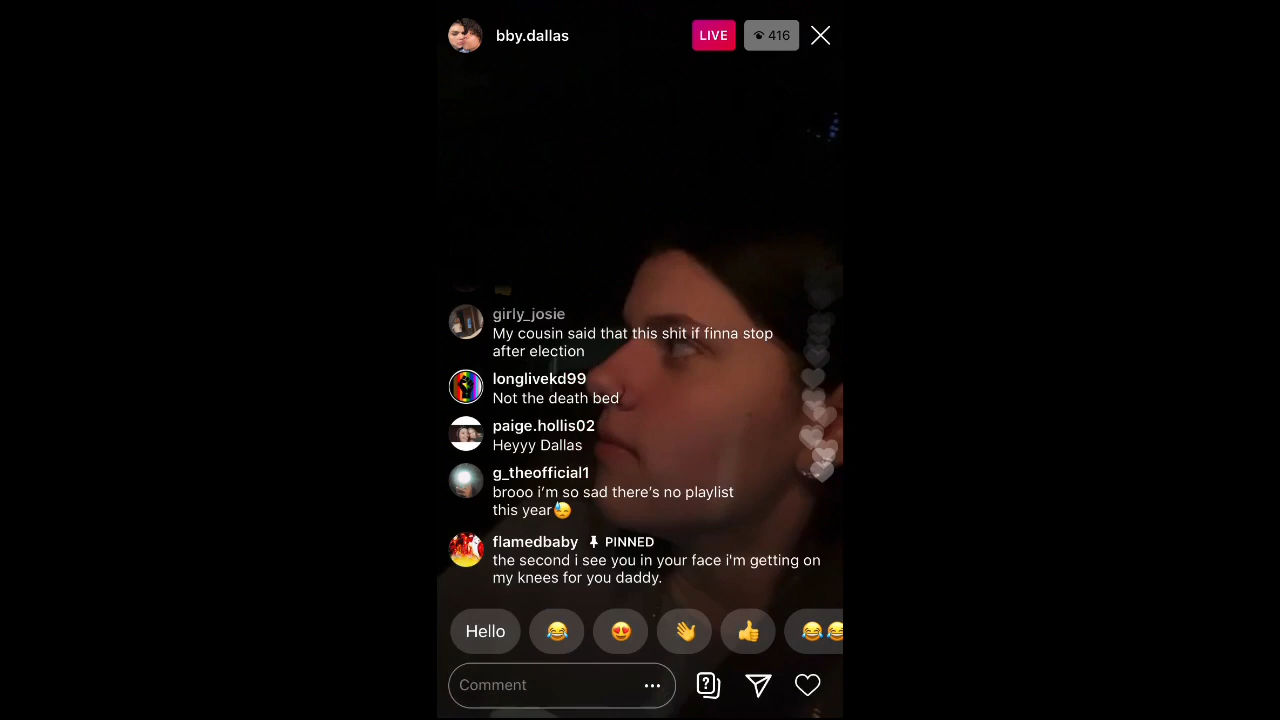 bby.dallas
LIVE
416
girly_josie
My cousin said that this shit if finna stop
after election
longlivekd99
Not the death bed
paige.hollis02
Heyyy Dallas
g_theofficial1
brooo i’m so sad there’s no playlist
this year😓
flamedbaby PINNED
the second i see you in your face i'm getting on
my knees for you daddy.
Hello 😂 😍 👋 👍 😂😂
Comment